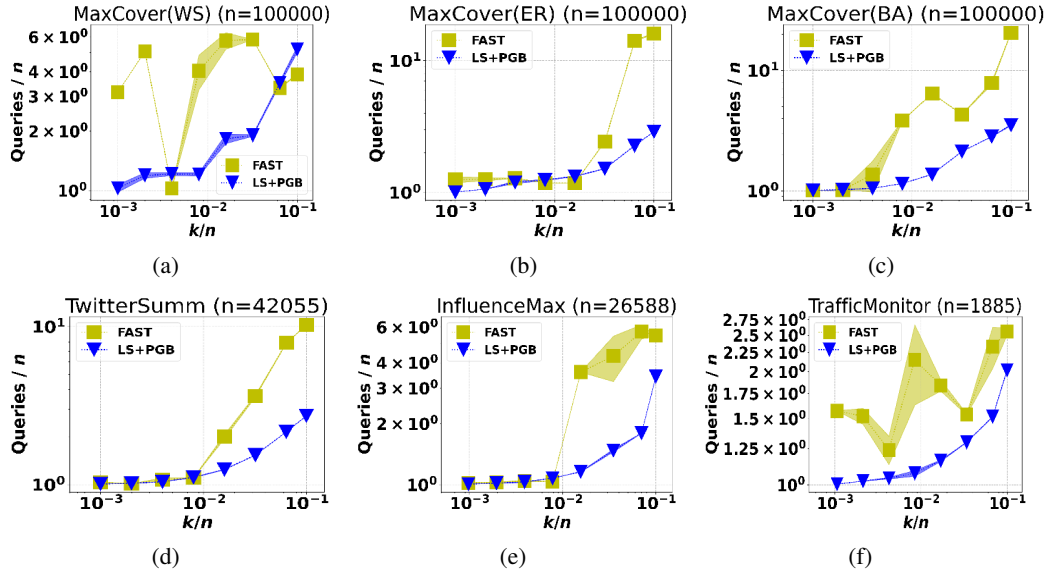 MaxCover(WS) (n=100000)
6 × 10⁰
4 × 10⁰
3 × 10⁰
2 × 10⁰
10⁰
Queries / n
FAST
LS+PGB
10⁻³
10⁻²
10⁻¹
k/n
(a)
MaxCover(ER) (n=100000)
10¹
10⁰
Queries / n
FAST
LS+PGB
10⁻³
10⁻²
10⁻¹
k/n
(b)
MaxCover(BA) (n=100000)
10¹
10⁰
Queries / n
FAST
LS+PGB
10⁻³
10⁻²
10⁻¹
k/n
(c)
TwitterSumm (n=42055)
10¹
10⁰
Queries / n
FAST
LS+PGB
10⁻³
10⁻²
10⁻¹
k/n
(d)
InfluenceMax (n=26588)
6 × 10⁰
4 × 10⁰
3 × 10⁰
2 × 10⁰
10⁰
Queries / n
FAST
LS+PGB
10⁻³
10⁻²
10⁻¹
k/n
(e)
TrafficMonitor (n=1885)
2.75 × 10⁰
2.5 × 10⁰
2.25 × 10⁰
2 × 10⁰
1.75 × 10⁰
1.5 × 10⁰
1.25 × 10⁰
10⁰
Queries / n
FAST
LS+PGB
10⁻³
10⁻²
10⁻¹
k/n
(f)